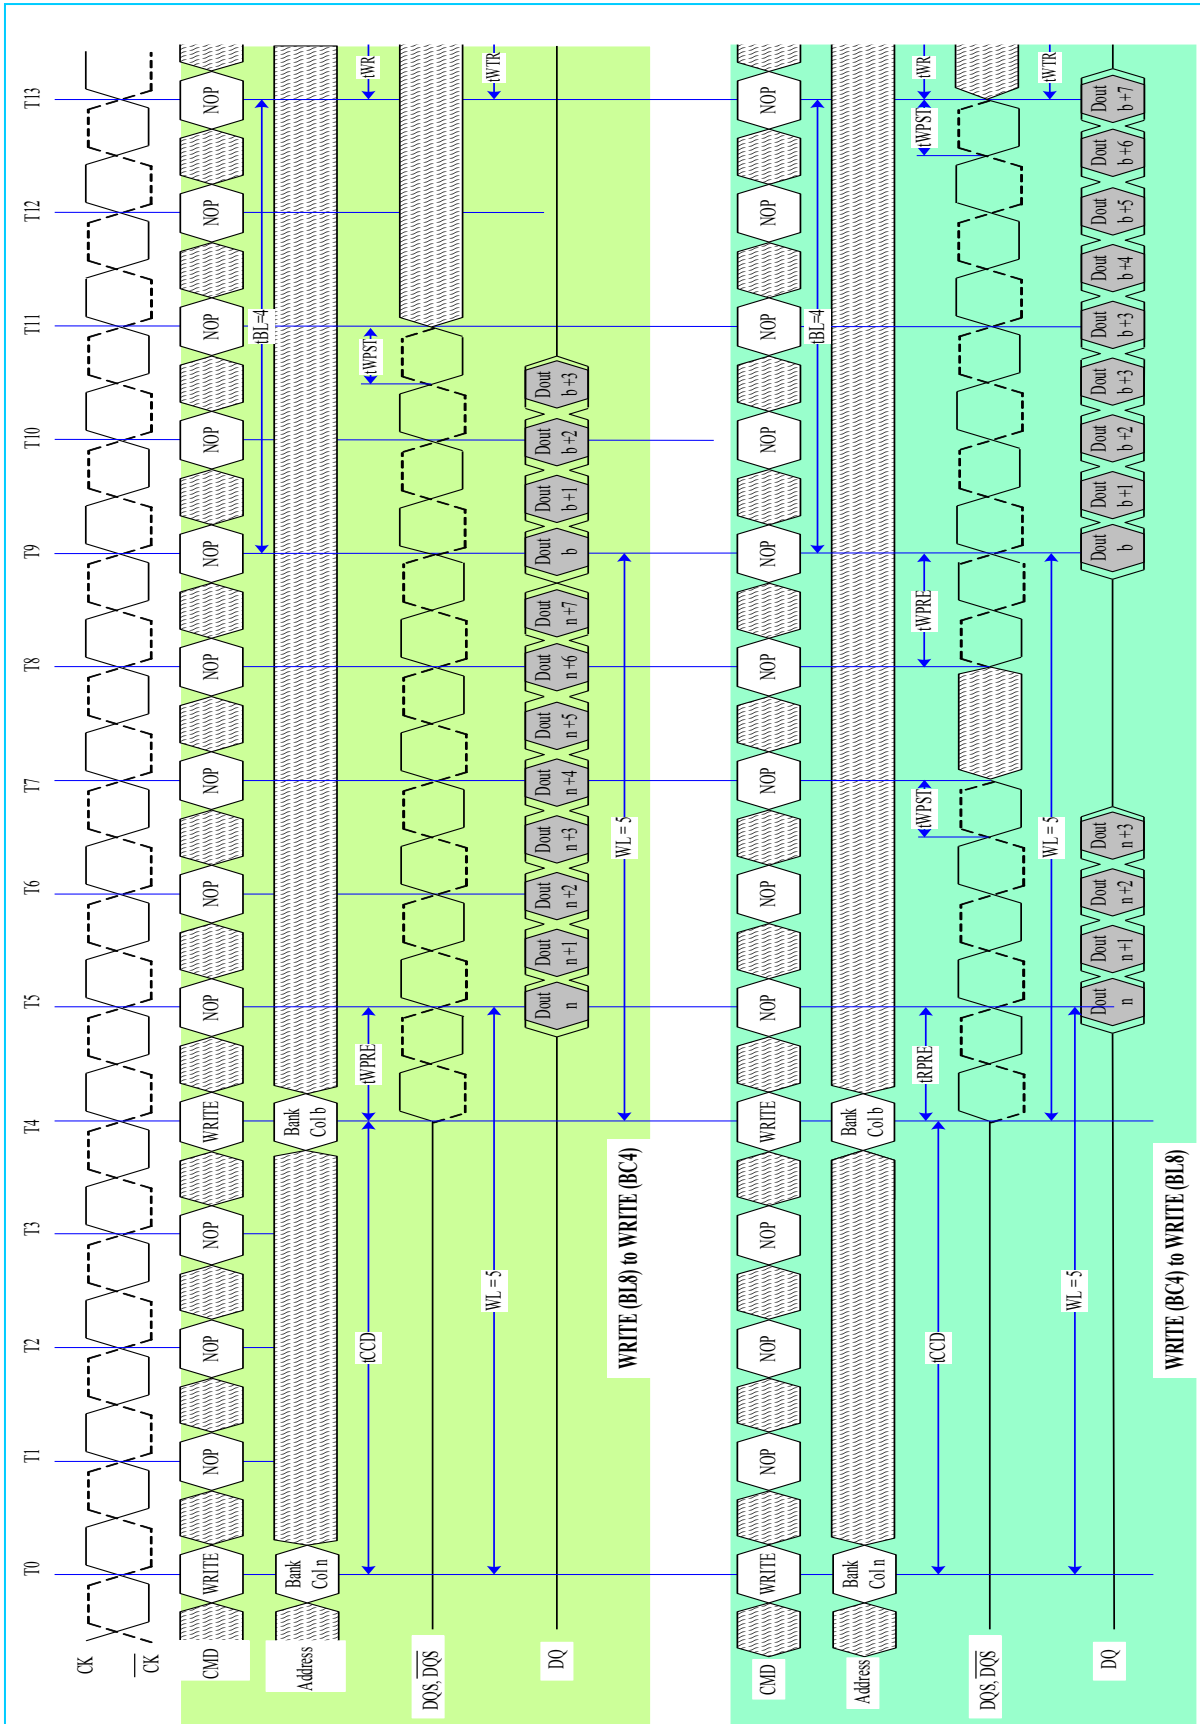 T0 T1 T2 T3 T4 T5 T6 T7 T8 T9 T10 T11 T12 T13
CK
CK
CMD WRITE NOP NOP NOP WRITE NOP NOP NOP NOP NOP NOP NOP NOP NOP
tBL=4
Address
Bank
Col n
Bank
Col b
tCCD tWPRE tWPST tWR
DQS, DQS
WL = 5 tWTR
DQ
Dout
n
Dout
n+1
Dout
n+2
Dout
n+3
Dout
n+4
Dout
n+5
Dout
n+6
Dout
n+7
Dout
b
Dout
b+1
Dout
b+2
Dout
b+3
WL = 5
WRITE (BL8) to WRITE (BC4)
CMD WRITE NOP NOP NOP WRITE NOP NOP NOP NOP NOP NOP NOP NOP NOP
tBL=4
Address
Bank
Col n
Bank
Col b
tCCD tRPRE tWPST tWPRE tWPST tWR
DQS, DQS
WL = 5 tWTR
WL = 5
DQ
Dout
n
Dout
n+1
Dout
n+2
Dout
n+3
Dout
b
Dout
b+1
Dout
b+2
Dout
b+3
Dout
b+3
Dout
b+4
Dout
b+5
Dout
b+6
Dout
b+7
WRITE (BC4) to WRITE (BL8)